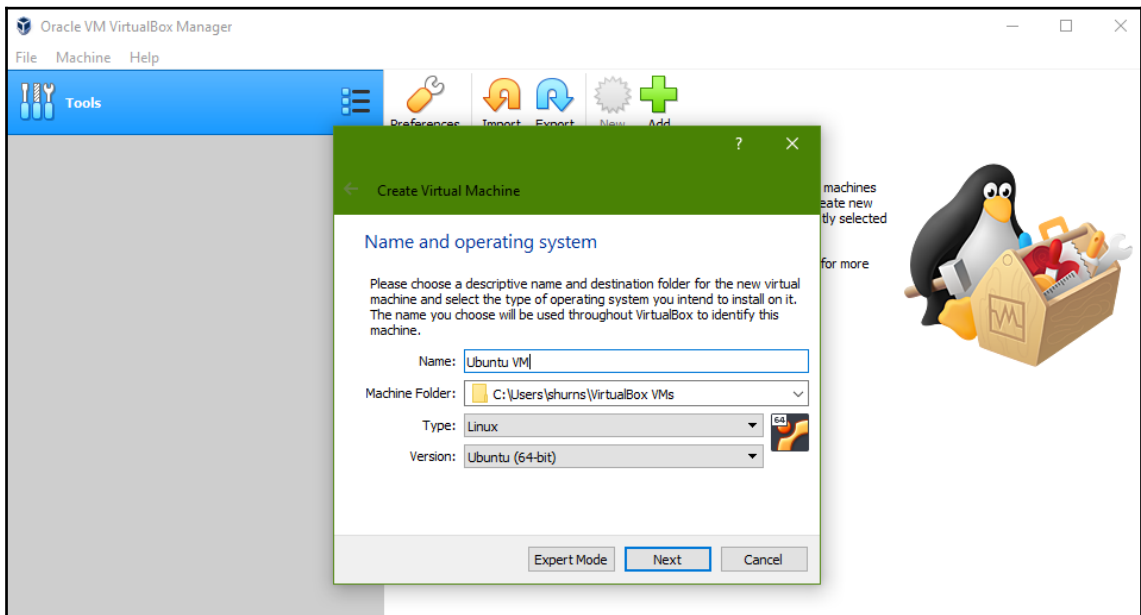 Oracle VM VirtualBox Manager
File Machine Help
Tools
Preferences Import Export New Add
? ×
Create Virtual Machine
machines
eate new
tly selected
for more
Name and operating system
Please choose a descriptive name and destination folder for the new virtual
machine and select the type of operating system you intend to install on it.
The name you choose will be used throughout VirtualBox to identify this
machine.
Name: Ubuntu VM
Machine Folder: C:\Users\shurns\VirtualBox VMs
Type: Linux
64
Version: Ubuntu (64-bit)
Expert Mode Next Cancel